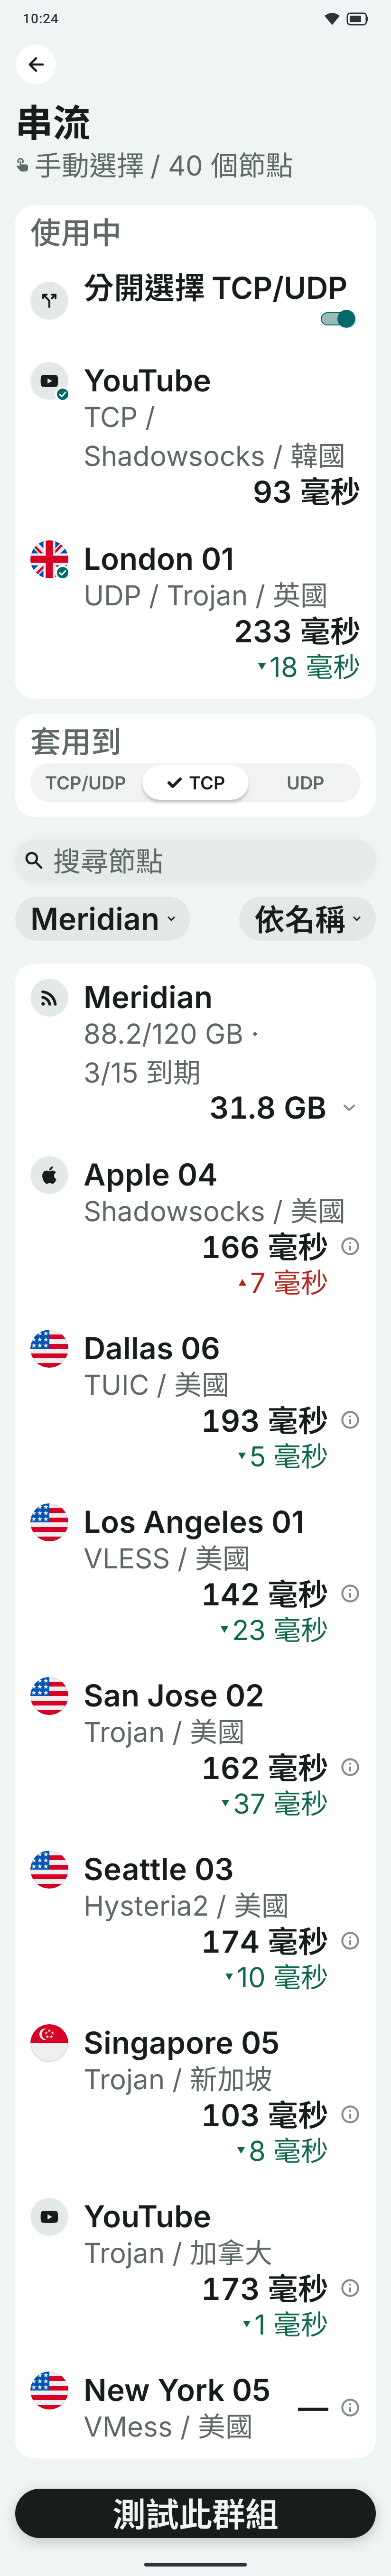 10:24
串流
手動選擇 / 40 個節點
使用中
分開選擇 TCP/UDP
YouTube
TCP /
Shadowsocks / 韓國
93 毫秒
London 01
UDP / Trojan / 英國
233 毫秒
▾18 毫秒
套用到
TCP/UDP
TCP
UDP
搜尋節點
Meridian
依名稱
Meridian
88.2/120 GB ·
3/15 到期
31.8 GB
Apple 04
Shadowsocks / 美國
166 毫秒
▴7 毫秒
Dallas 06
TUIC / 美國
193 毫秒
▾5 毫秒
Los Angeles 01
VLESS / 美國
142 毫秒
▾23 毫秒
San Jose 02
Trojan / 美國
162 毫秒
▾37 毫秒
Seattle 03
Hysteria2 / 美國
174 毫秒
▾10 毫秒
Singapore 05
Trojan / 新加坡
103 毫秒
▾8 毫秒
YouTube
Trojan / 加拿大
173 毫秒
▾1 毫秒
New York 05
—
VMess / 美國
測試此群組